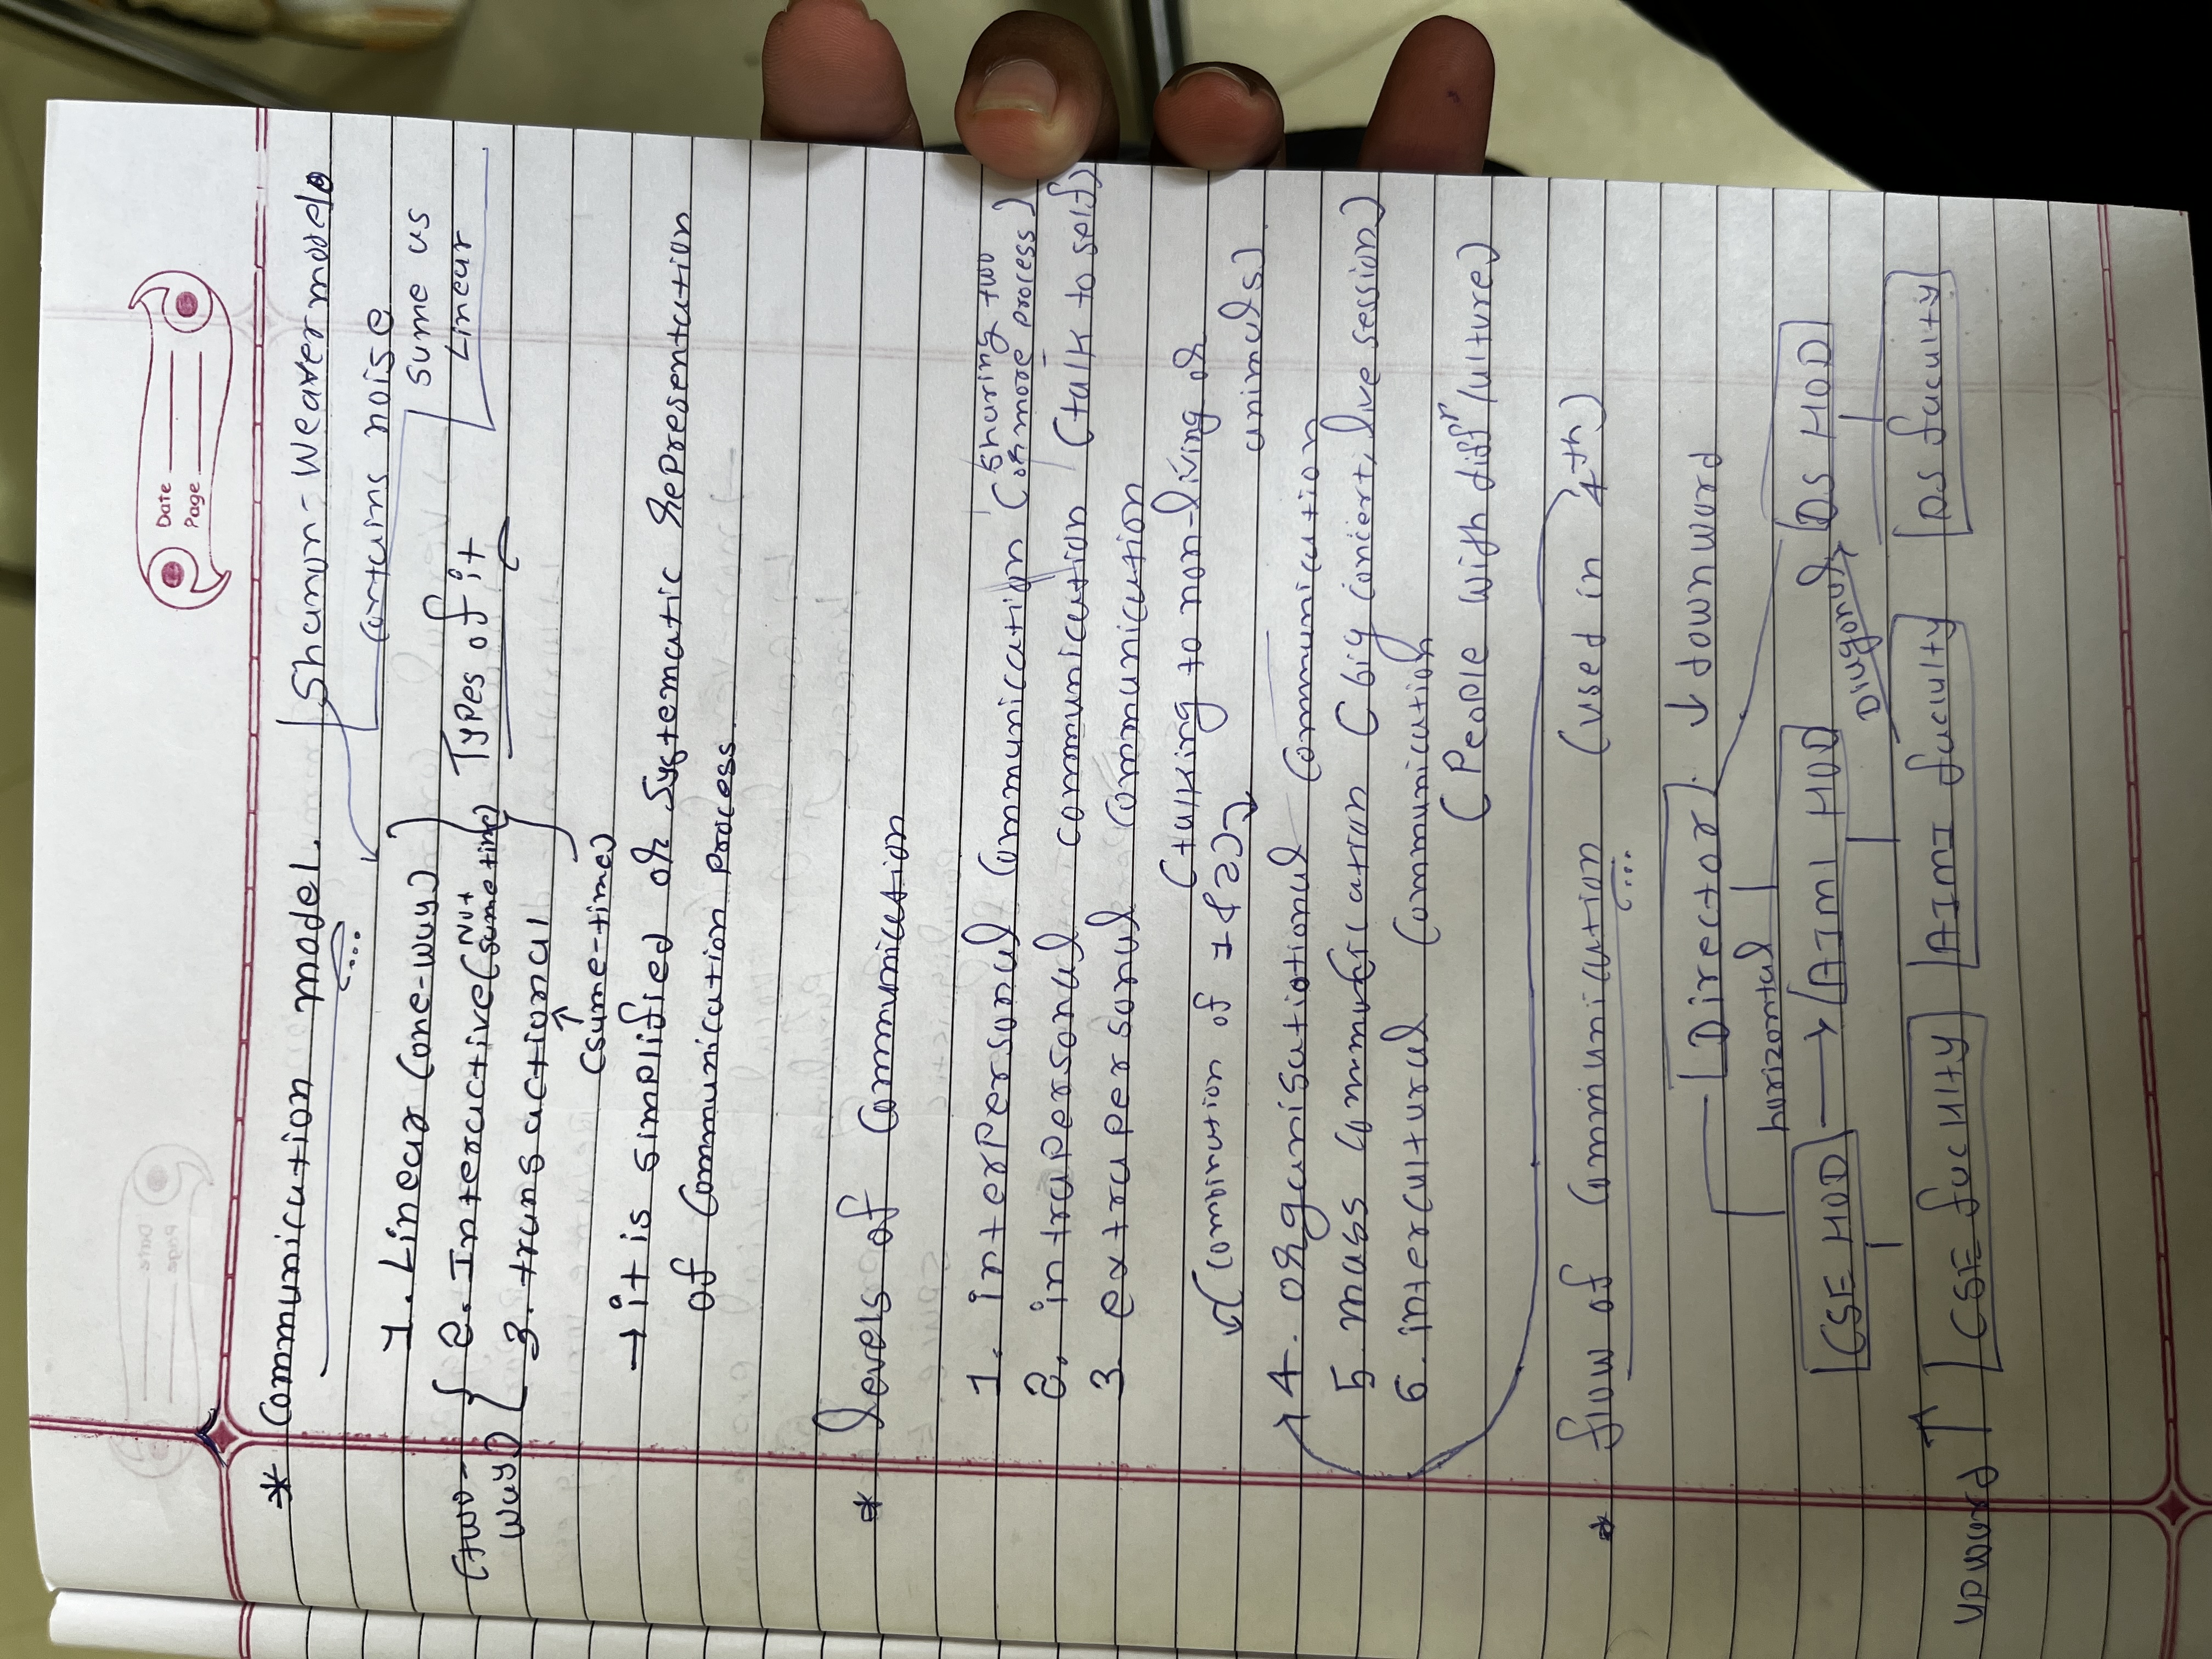 Date
Page
* Communication model.
Shanon-Weaver model
contains noise
same as
Linear
1. Linear (one-way)
(two-way)
2. Interactive (Not same time)
Types of it
3. transactional
(same-time)
→ it is simplified or systematic representation
of communication process.
* levels of Communication
1. interpersonal communication (sharing two or more process)
2. intrapersonal communication (talk to self)
3. extrapersonal communication
(talking to non-living or
animals).
(combination of 1 & 2)
4. organisatiotional communication
5. mass communication (big concert, live session)
6. intercultural communication
(People with diffr culture)
* flow of communication (used in 4th)
Director ↓ downword
horizontal
CSE HOD → AIMl HOD
Diagonal
DS HOD
upward ↑ CSE faculty
AIMl faculty
DS faculty